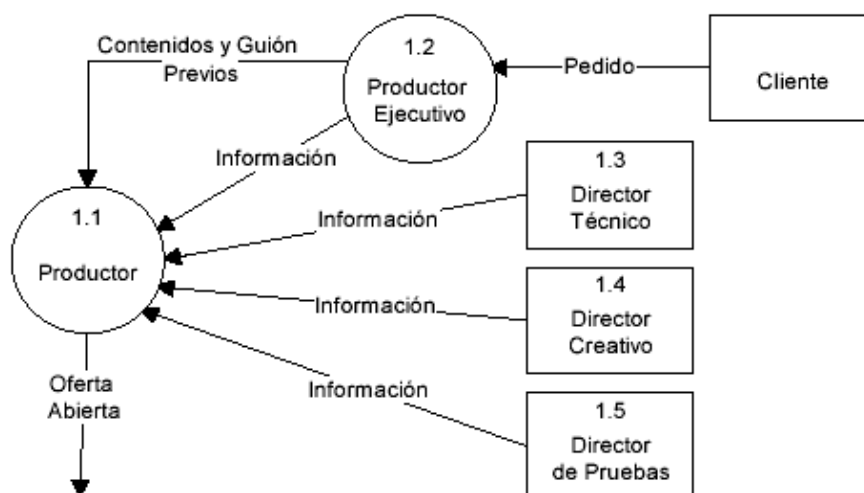 Contenidos y Guión
Previos
1.2
Productor
Ejecutivo
Pedido
Cliente
Información
1.3
Director
Técnico
Información
1.1
Productor
1.4
Director
Creativo
Información
Oferta
Abierta
Información
1.5
Director
de Pruebas